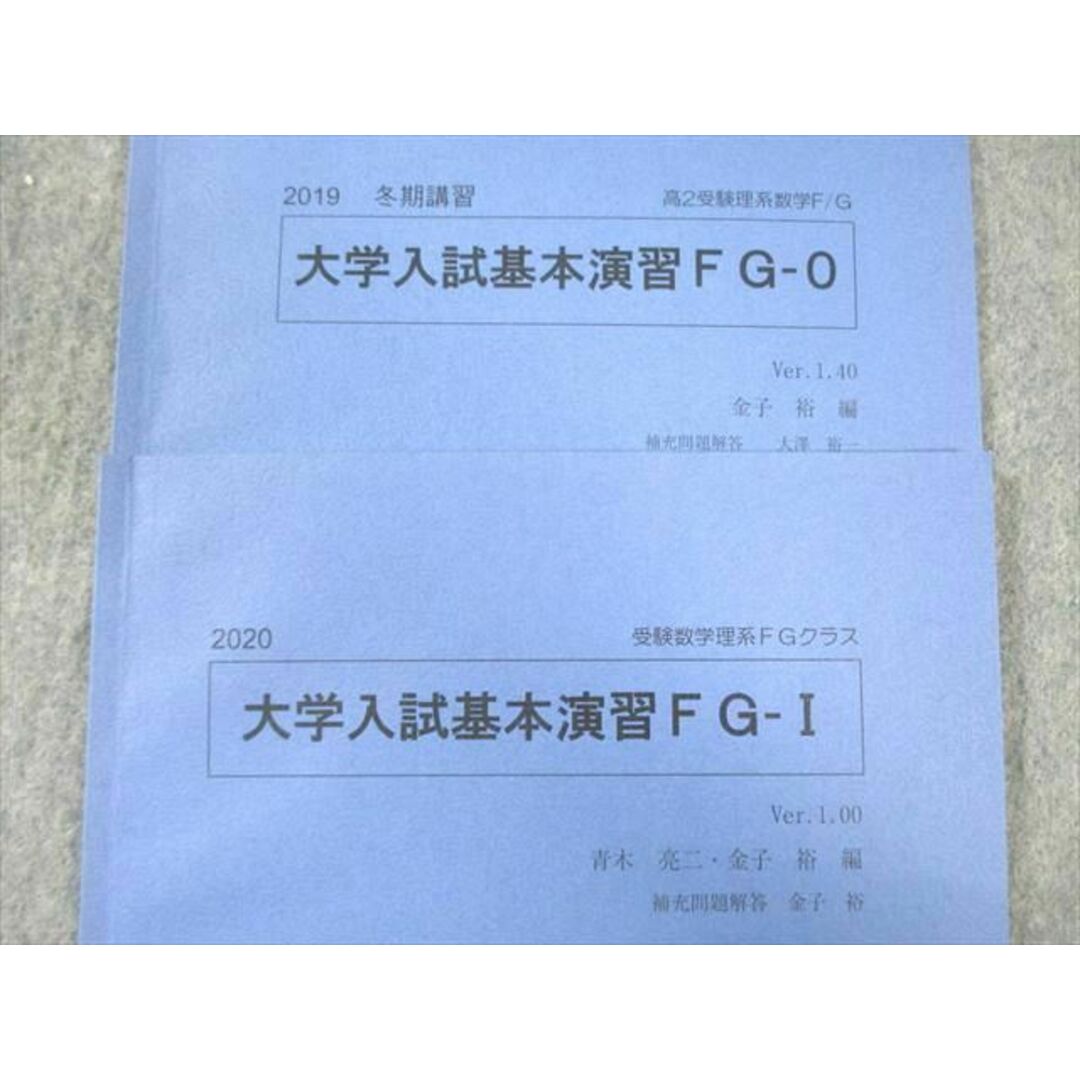 2019 冬期講習 高2受験理系数学F/G
大学入試基本演習FG-0
Ver.1.40
金子 裕 編
補充問題解答 大澤 裕一
2020 受験数学理系FGクラス
大学入試基本演習FG-I
Ver.1.00
青木 亮二・金子 裕 編
補充問題解答 金子 裕